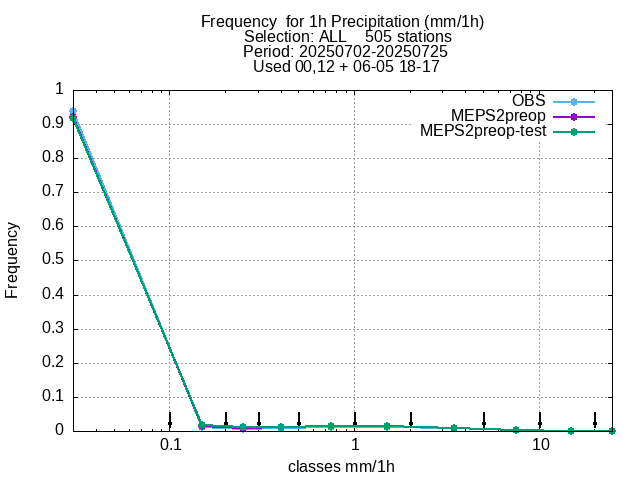 Frequency  for 1h Precipitation (mm/1h)
Selection: ALL    505 stations
Period: 20250702-20250725
Used 00,12 + 06-05 18-17
OBS
MEPS2preop
MEPS2preop-test
1
0.9
0.8
0.7
0.6
0.5
0.4
0.3
0.2
0.1
0
Frequency
0.1
1
10
classes mm/1h